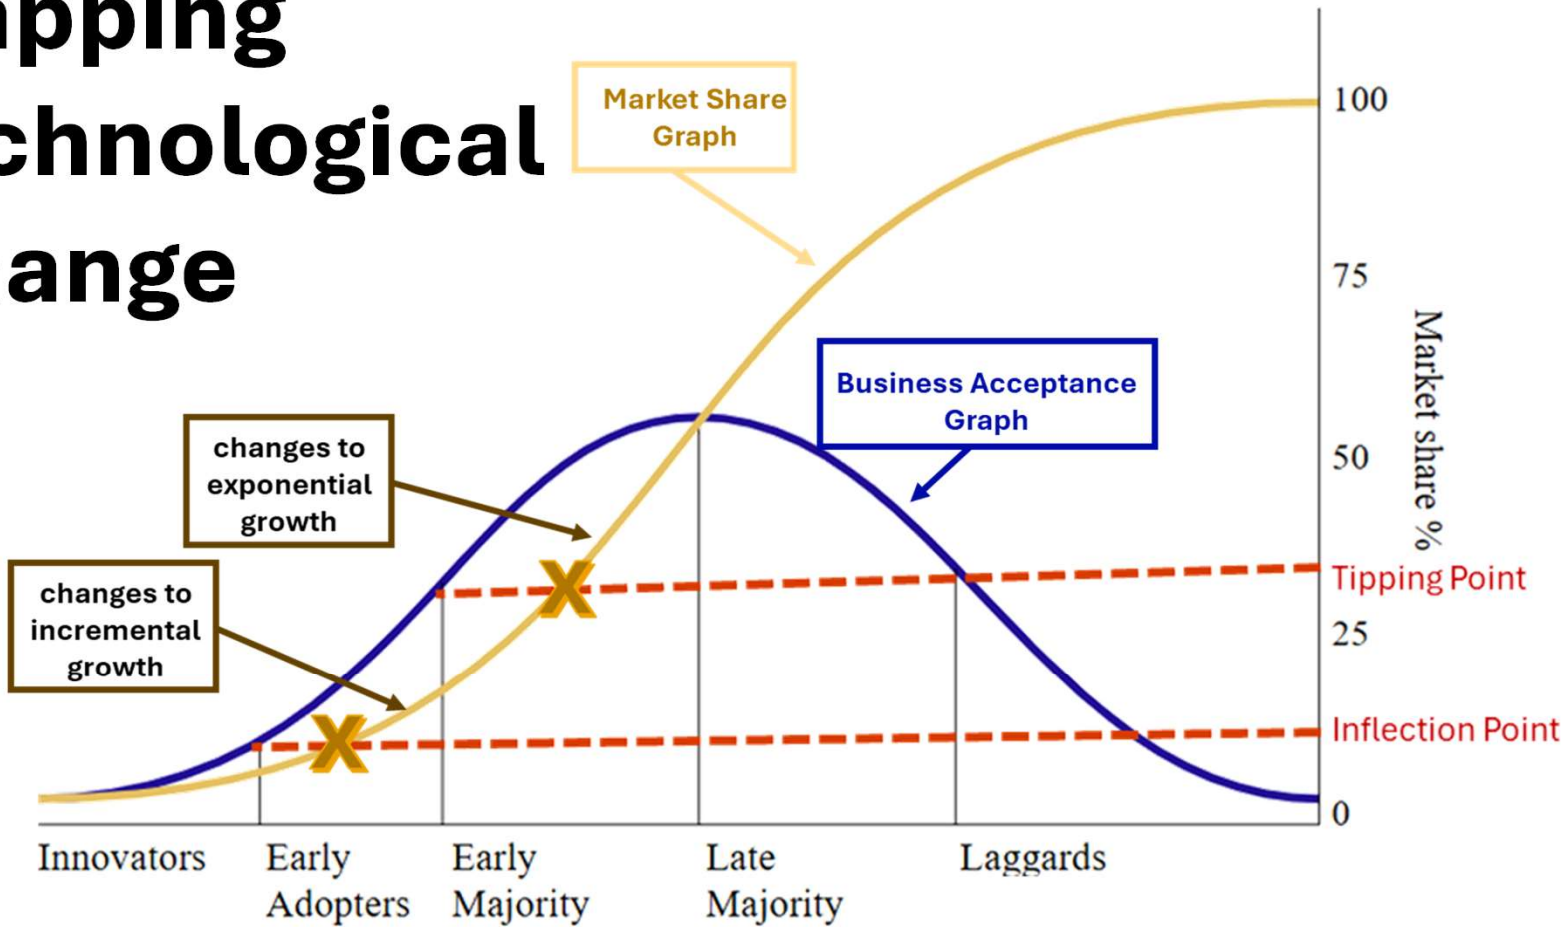 apping
chnological
ange
Market Share
Graph
100
75
Business Acceptance
Graph
Market share %
changes to
exponential
growth
50
changes to
incremental
growth
Tipping Point
25
Inflection Point
0
X
X
Innovators
Early
Adopters
Early
Majority
Late
Majority
Laggards